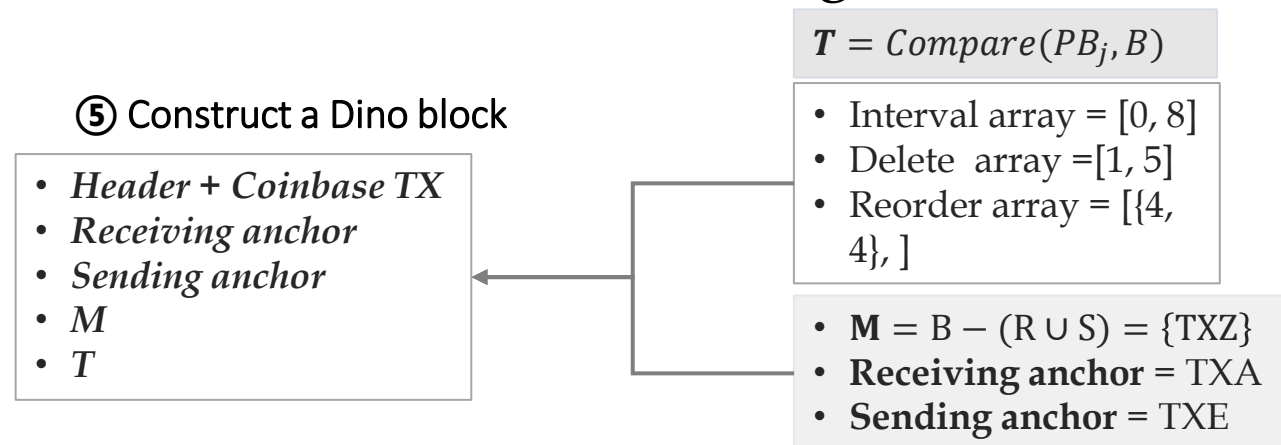 T = Compare(PB_j, B)
⑤ Construct a Dino block
• Header + Coinbase TX
• Receiving anchor
• Sending anchor
• M
• T
• Interval array = [0, 8]
• Delete array =[1, 5]
• Reorder array = [{4,
4}, ]
• M = B − (R ∪ S) = {TXZ}
• Receiving anchor = TXA
• Sending anchor = TXE